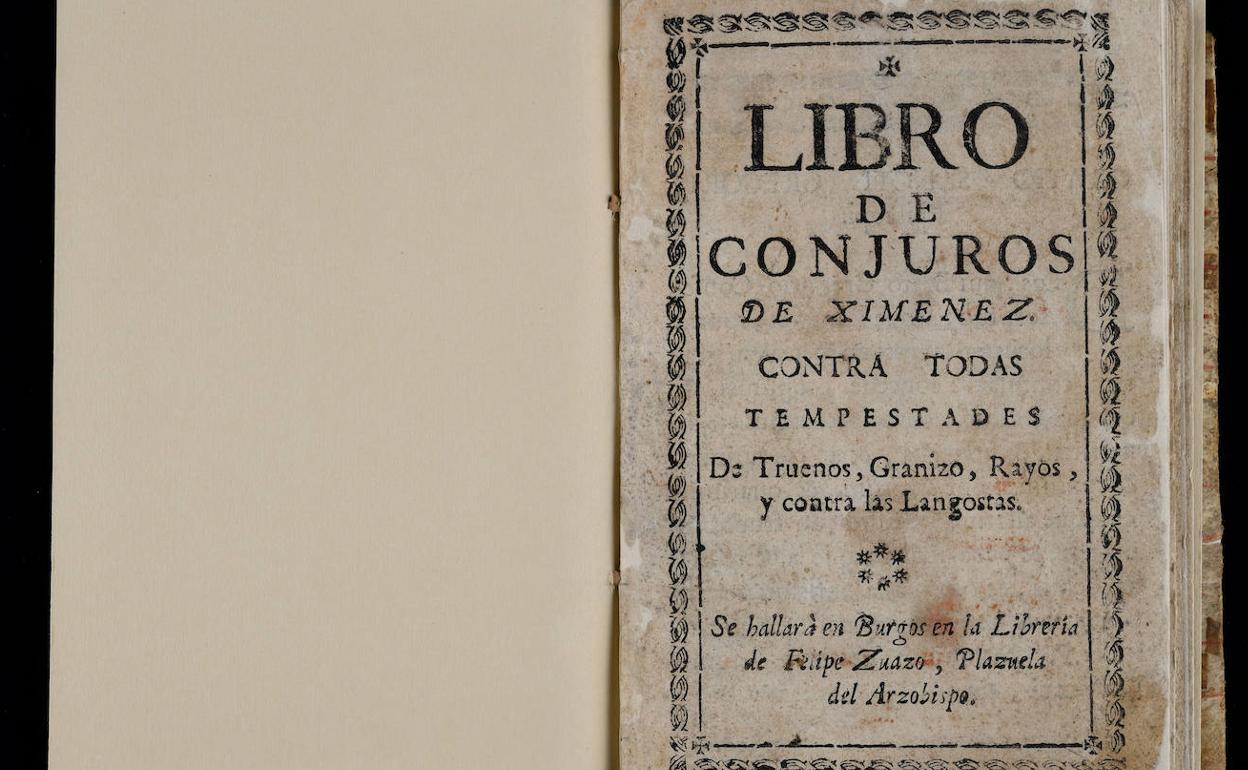 LIBRO
DE
CONJUROS
DE XIMENEZ.
CONTRA TODAS
TEMPESTADES
De Truenos, Granizo, Rayos,
y contra las Langostas.
Se hallarà en Burgos en la Librería
de Felipe Zuazo, Plazuela
del Arzobispo.